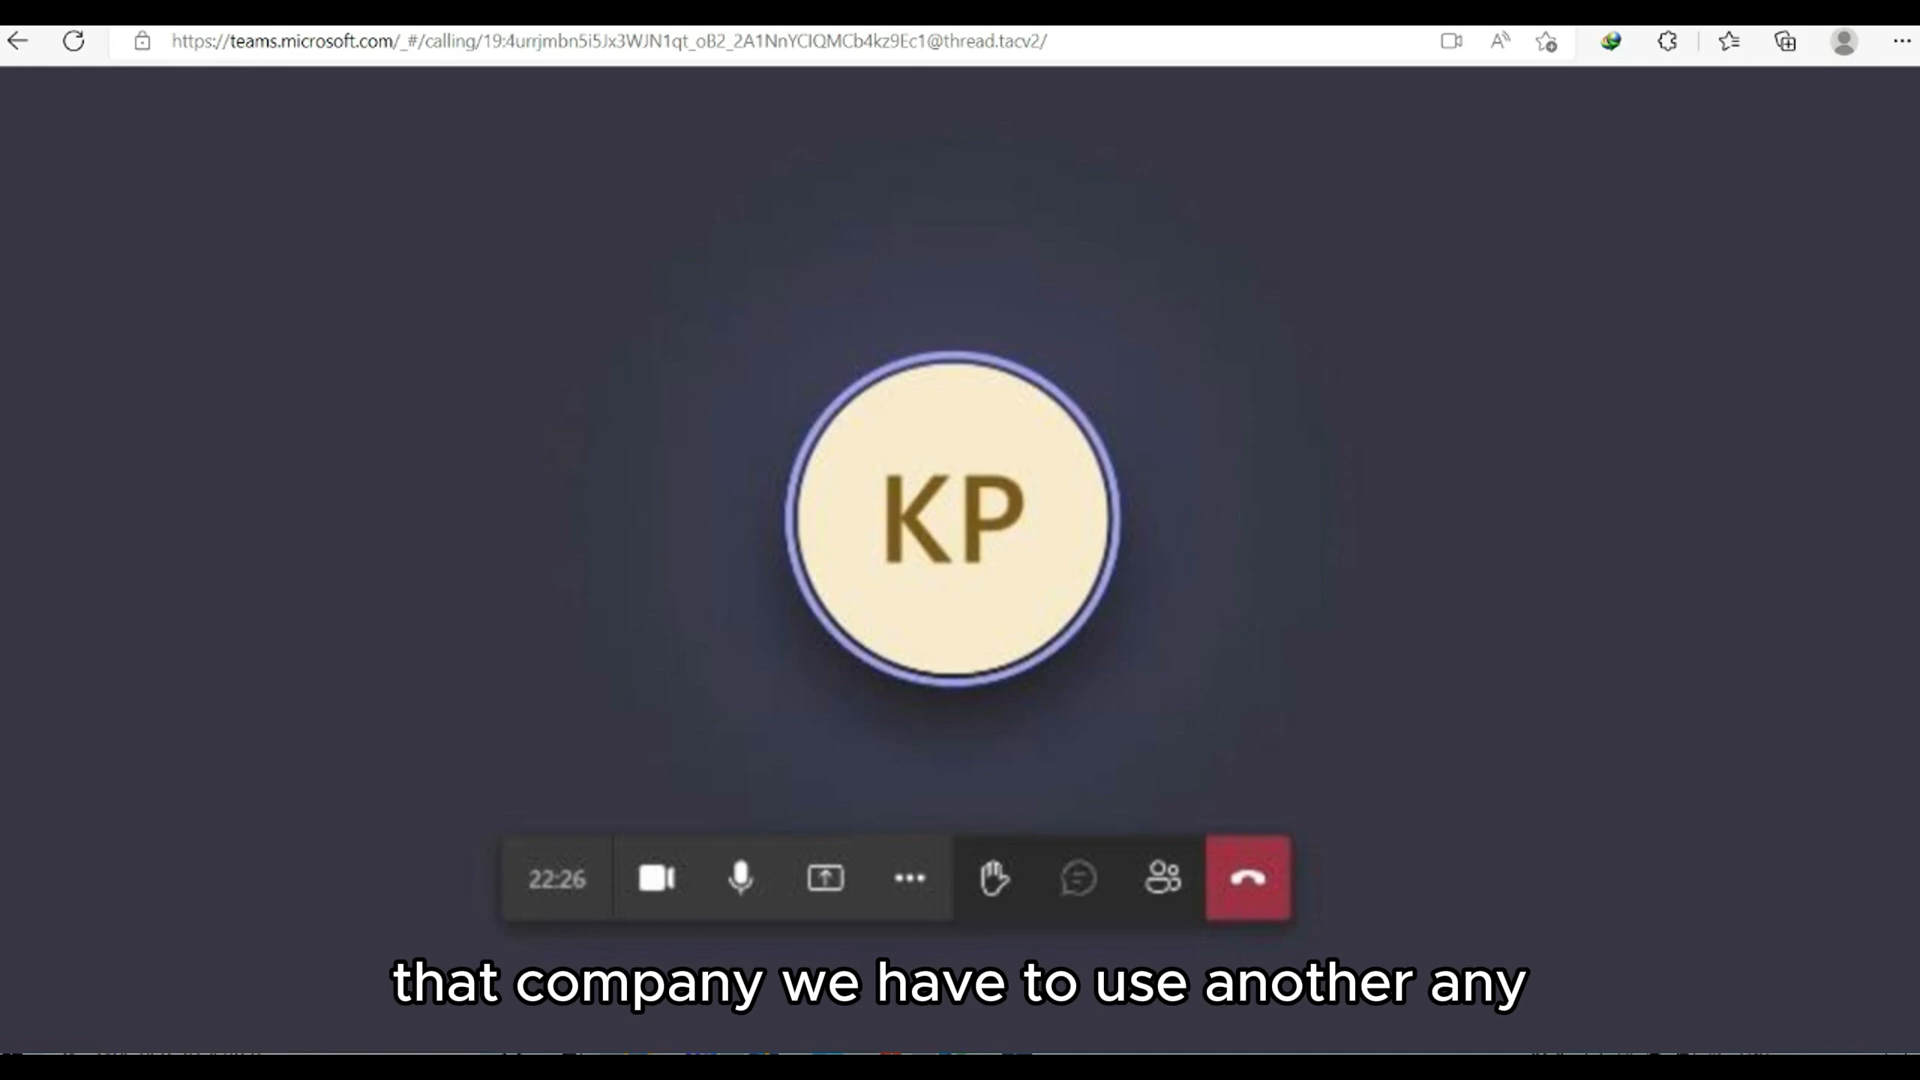 https://teams.microsoft.com/_#/calling/19:4urrjmbn5i5Jx3WJN1qt_oB2_2A1NnYCIQMCb4kz9Ec1@thread.tacv2/
KP
22:26
that company we have to use another any